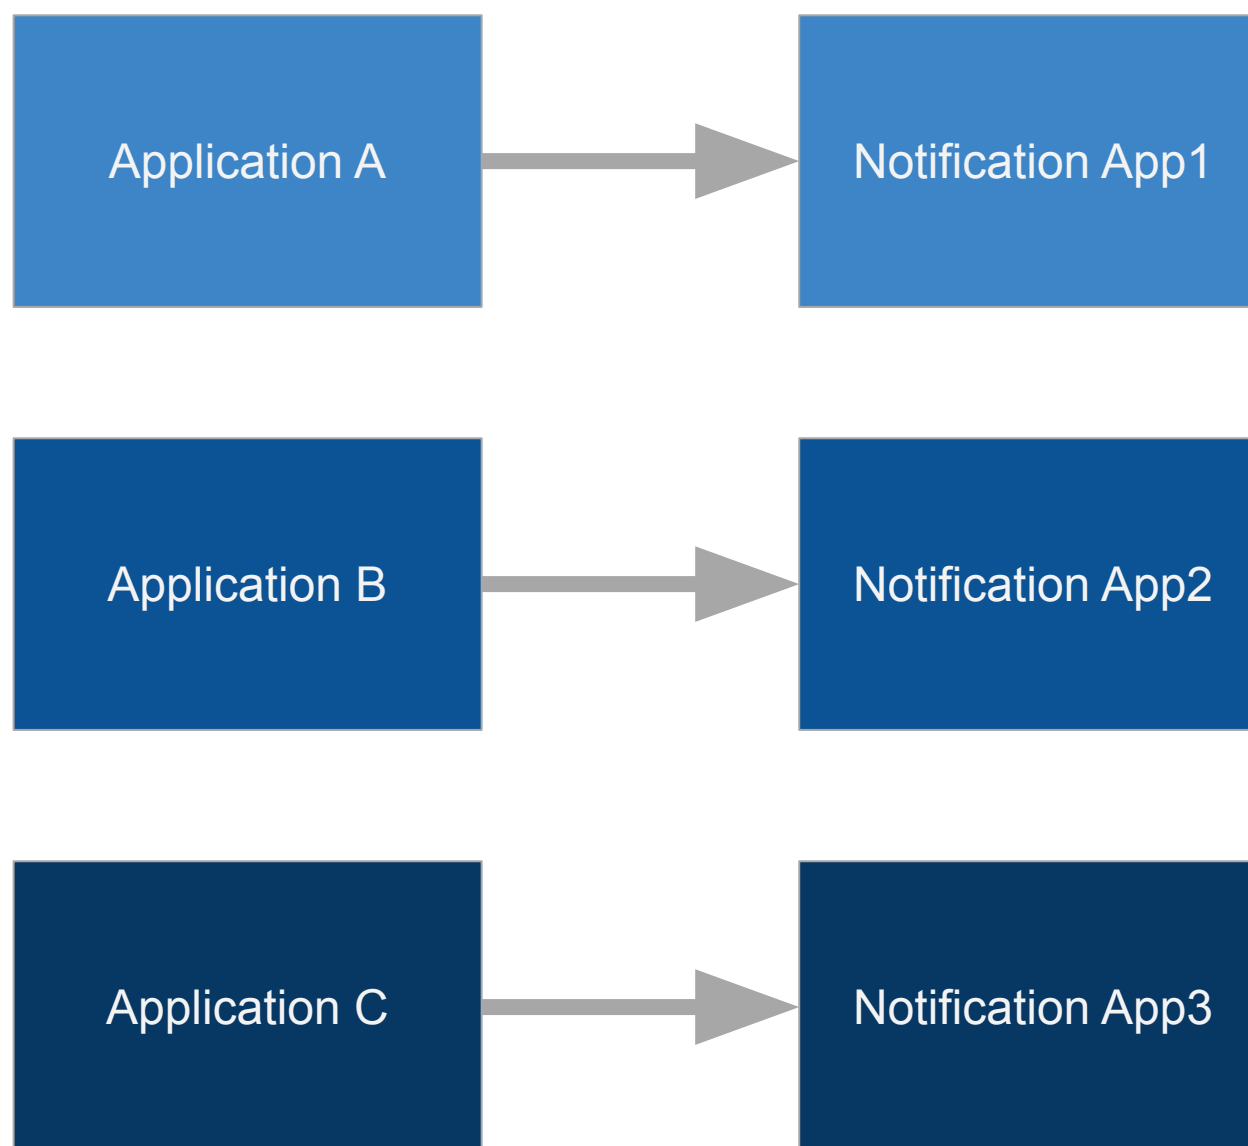 Application A
Notification App1
Application B
Notification App2
Application C
Notification App3